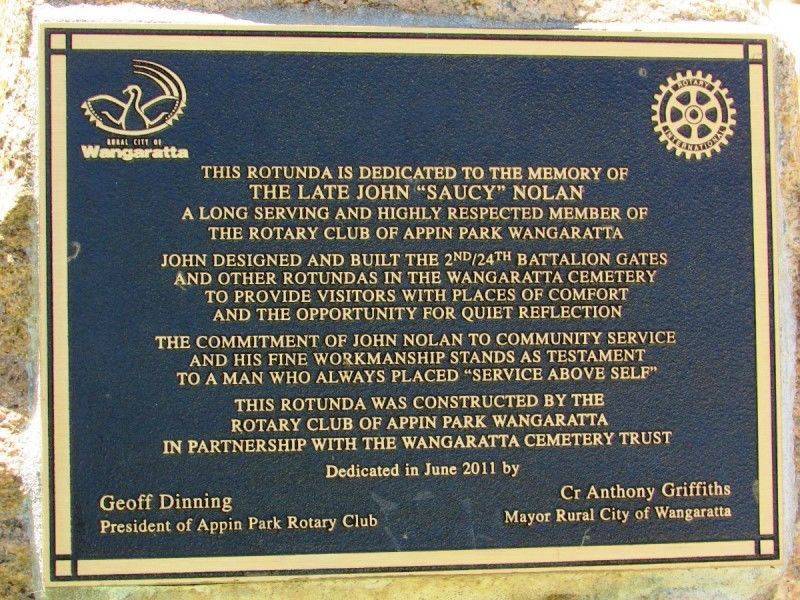 RURAL CITY OF
Wangaratta
ROTARY
INTERNATIONAL
THIS ROTUNDA IS DEDICATED TO THE MEMORY OF
THE LATE JOHN “SAUCY” NOLAN
A LONG SERVING AND HIGHLY RESPECTED MEMBER OF
THE ROTARY CLUB OF APPIN PARK WANGARATTA
JOHN DESIGNED AND BUILT THE 2ND/24TH BATTALION GATES
AND OTHER ROTUNDAS IN THE WANGARATTA CEMETERY
TO PROVIDE VISITORS WITH PLACES OF COMFORT
AND THE OPPORTUNITY FOR QUIET REFLECTION
THE COMMITMENT OF JOHN NOLAN TO COMMUNITY SERVICE
AND HIS FINE WORKMANSHIP STANDS AS TESTAMENT
TO A MAN WHO ALWAYS PLACED “SERVICE ABOVE SELF”
THIS ROTUNDA WAS CONSTRUCTED BY THE
ROTARY CLUB OF APPIN PARK WANGARATTA
IN PARTNERSHIP WITH THE WANGARATTA CEMETERY TRUST
Dedicated in June 2011 by
Geoff Dinning
President of Appin Park Rotary Club
Cr Anthony Griffiths
Mayor Rural City of Wangaratta